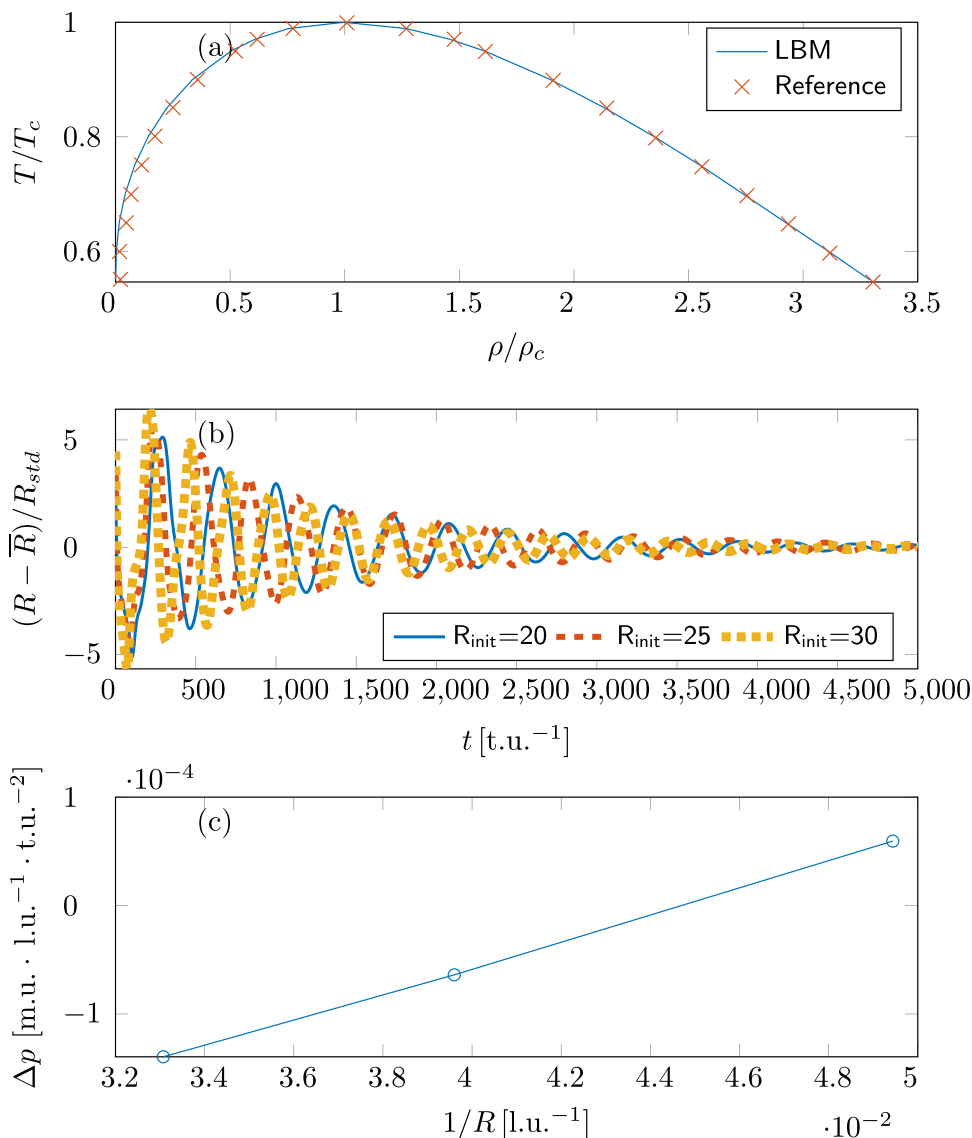 1
(a)
LBM
Reference
0.8
T/T_c
0.6
0 0.5 1 1.5 2 2.5 3 3.5
ρ/ρ_c
5
(b)
(R − R̅)/R_std
0
R_init=20 R_init=25 R_init=30
−5
0 500 1,000 1,500 2,000 2,500 3,000 3,500 4,000 4,500 5,000
t [t.u.⁻¹]
·10⁻⁴
1
(c)
0
Δp [m.u. · l.u.⁻¹ · t.u.⁻²]
−1
3.2 3.4 3.6 3.8 4 4.2 4.4 4.6 4.8 5
1/R [l.u.⁻¹]
·10⁻²